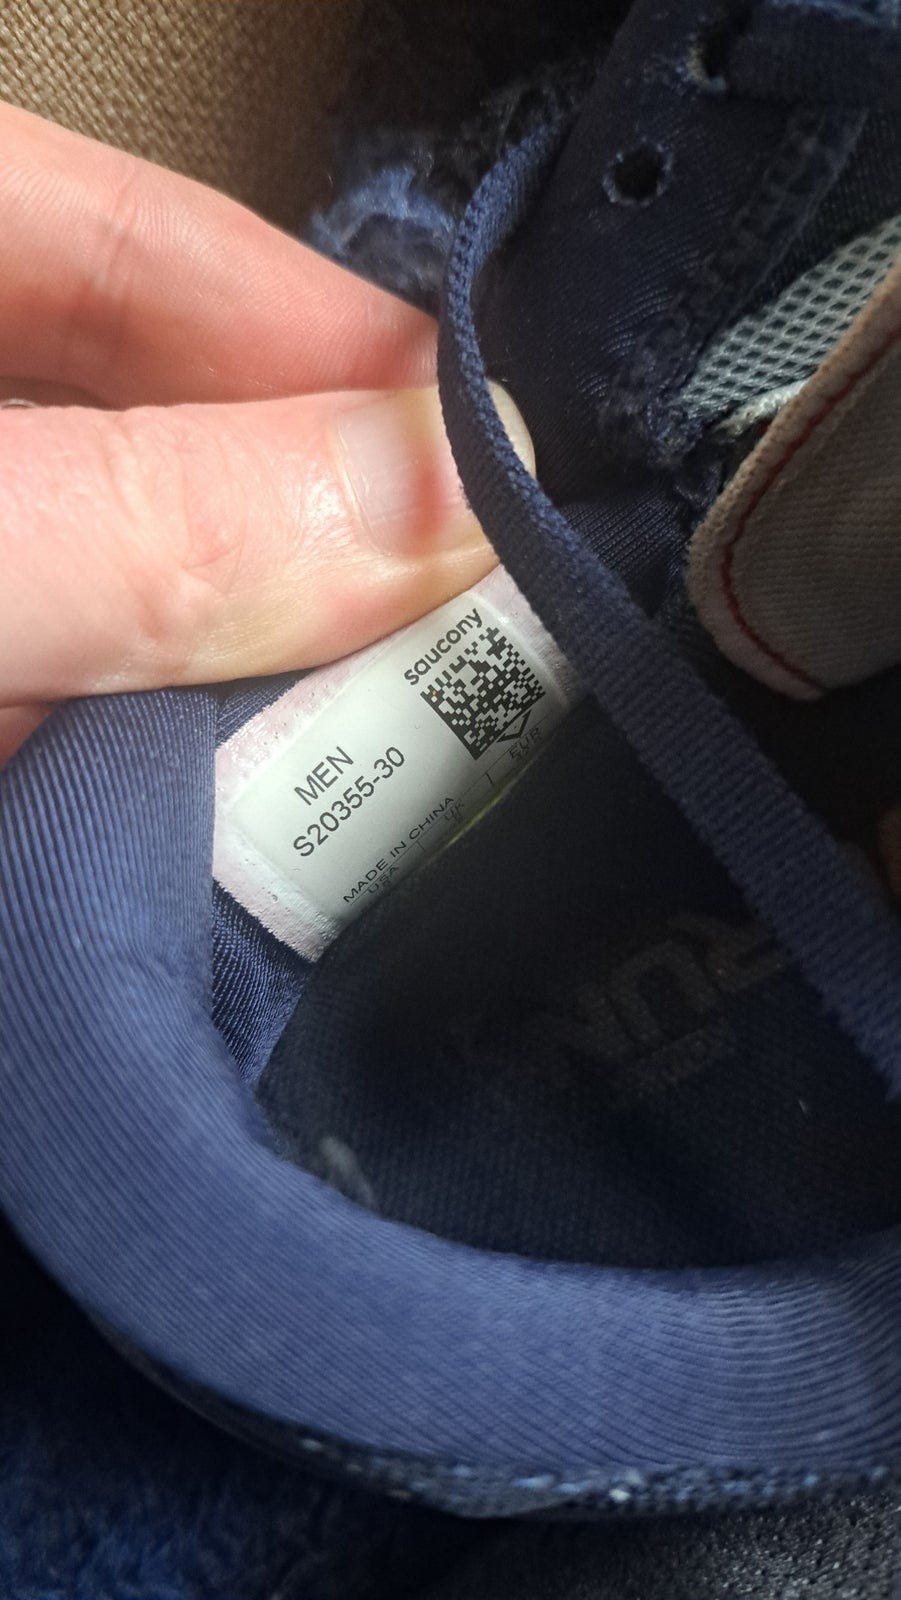 saucony
MEN
S20355-30
MADE IN CHINA
USA
UK
EUR